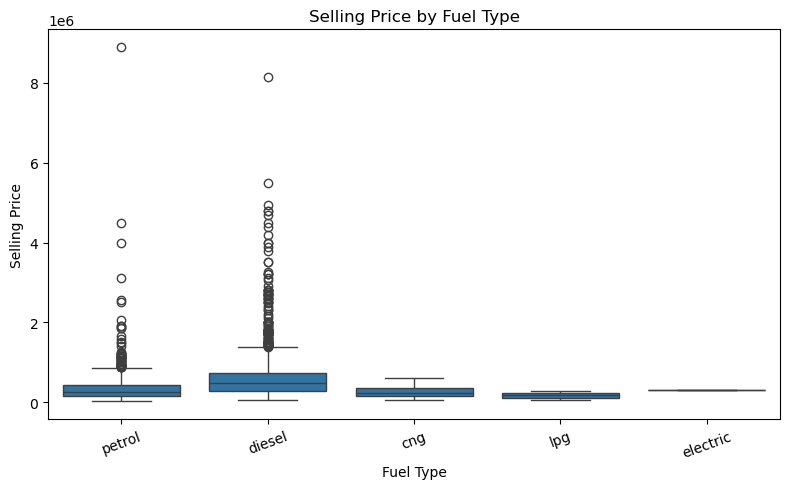 Selling Price by Fuel Type
1e6
8
6
4
2
0
Selling Price
petrol
diesel
cng
lpg
electric
Fuel Type